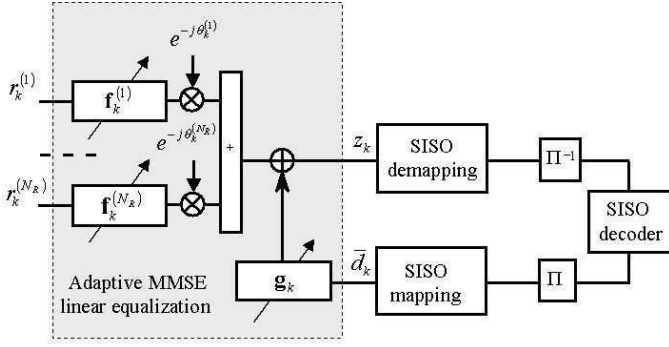 e^{-jθ_k^{(1)}}
r_k^{(1)}
f_k^{(1)}
+
e^{-jθ_k^{(N_R)}}
z_k
SISO
demapping
Π^{-1}
r_k^{(N_R)}
f_k^{(N_R)}
SISO
decoder
Adaptive MMSE
linear equalization
g_k
d̄_k
SISO
mapping
Π